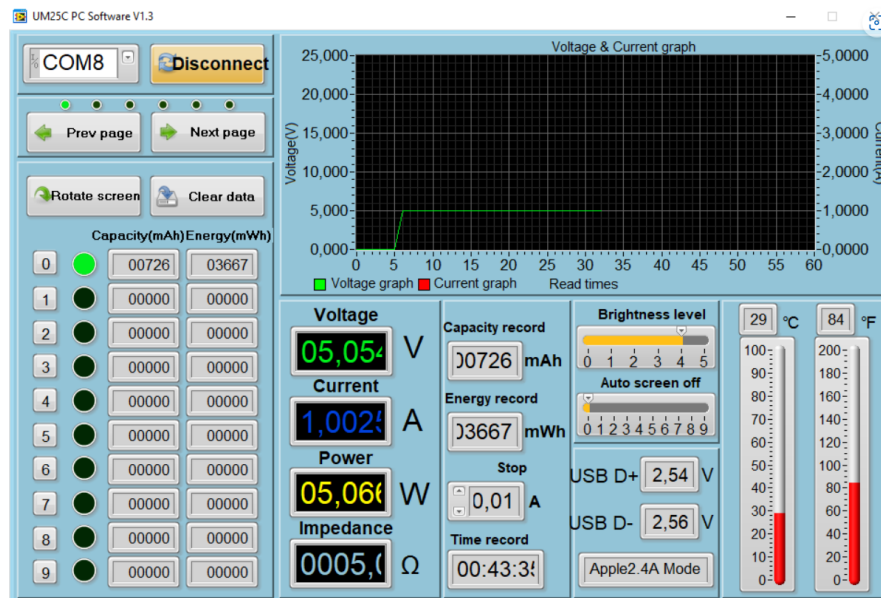 UM25C PC Software V1.3
COM8
Disconnect
Prev page
Next page
Rotate screen
Clear data
Capacity(mAh) Energy(mWh)
0 00726 03667
1 00000 00000
2 00000 00000
3 00000 00000
4 00000 00000
5 00000 00000
6 00000 00000
7 00000 00000
8 00000 00000
9 00000 00000
Voltage & Current graph
25,000
20,000
15,000
10,000
5,000
0,000
Voltage(V)
5,0000
4,0000
3,0000
2,0000
1,0000
0,0000
Current(A)
0 5 10 15 20 25 30 35 40 45 50 55 60
Voltage graph Current graph Read times
Voltage
05,054 V
Current
1,0025 A
Power
05,066 W
Impedance
0005,0 Ω
Capacity record
00726 mAh
Energy record
03667 mWh
Stop
0,01 A
Time record
00:43:35
Brightness level
0 1 2 3 4 5
Auto screen off
0 1 2 3 4 5 6 7 8 9
USB D+ 2,54 V
USB D- 2,56 V
Apple2.4A Mode
29 °C
100
90
80
70
60
50
40
30
20
10
0
84 °F
200
180
160
140
120
100
80
60
40
20
0